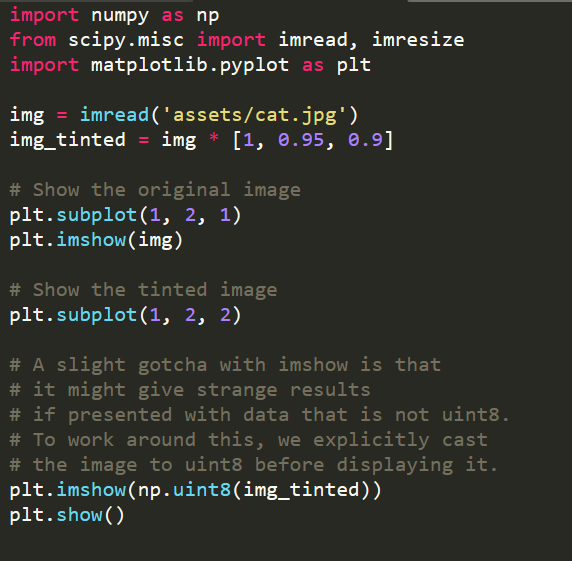 import numpy as np
from scipy.misc import imread, imresize
import matplotlib.pyplot as plt
img = imread('assets/cat.jpg')
img_tinted = img * [1, 0.95, 0.9]
# Show the original image
plt.subplot(1, 2, 1)
plt.imshow(img)
# Show the tinted image
plt.subplot(1, 2, 2)
# A slight gotcha with imshow is that
# it might give strange results
# if presented with data that is not uint8.
# To work around this, we explicitly cast
# the image to uint8 before displaying it.
plt.imshow(np.uint8(img_tinted))
plt.show()